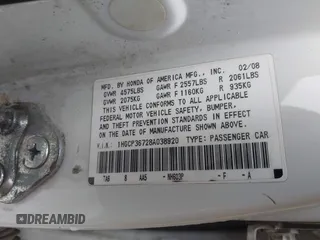 MFD. BY HONDA OF AMERICA MFG., INC. 02/08
GVWR 4575LBS GAWR F 2557LBS R 2061LBS
GVWR 2075KG GAWR F 1160KG R 935KG
THIS VEHICLE CONFORMS TO ALL APPLICABLE
FEDERAL MOTOR VEHICLE SAFETY, BUMPER,
AND THEFT PREVENTION STANDARDS IN EFFECT
ON THE DATE OF MANUFACTURE SHOWN ABOVE.
V.I.N: 1HGCP36728A038920 TYPE: PASSENGER CAR
NH603P F - A
DREAMBID